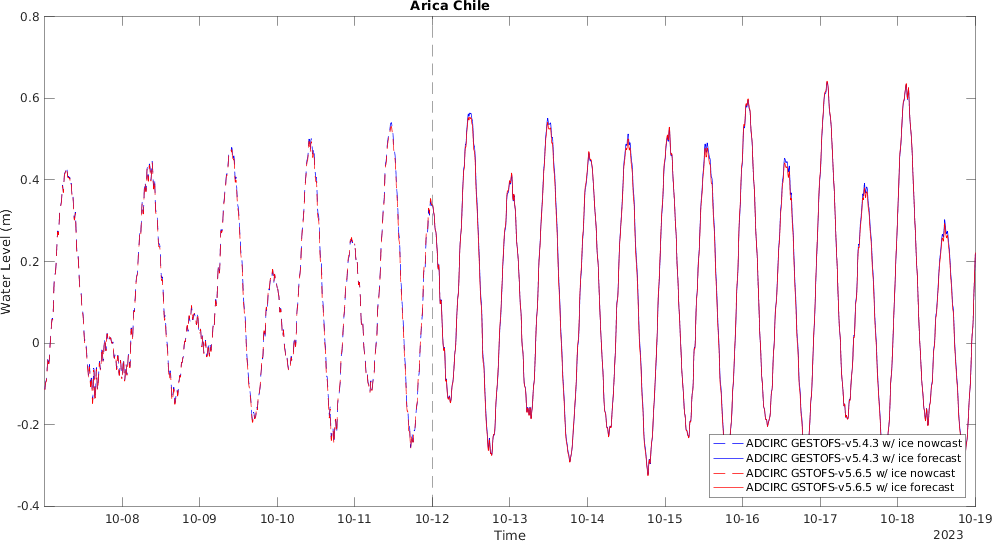 Arica Chile
0.8
0.6
0.4
0.2
0
-0.2
-0.4
Water Level (m)
ADCIRC GESTOFS-v5.4.3 w/ ice nowcast
ADCIRC GESTOFS-v5.4.3 w/ ice forecast
ADCIRC GSTOFS-v5.6.5 w/ ice nowcast
ADCIRC GSTOFS-v5.6.5 w/ ice forecast
10-08 10-09 10-10 10-11 10-12 10-13 10-14 10-15 10-16 10-17 10-18 10-19
Time
2023